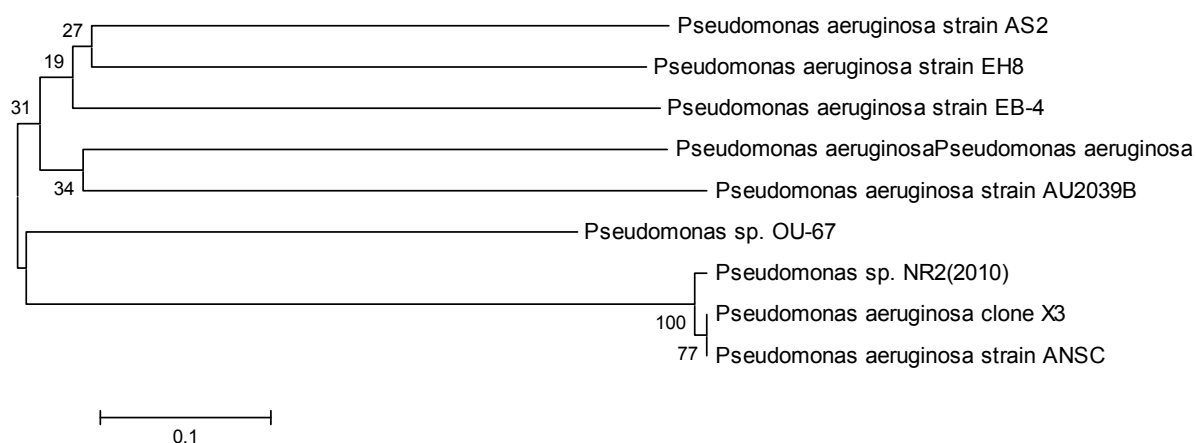 27
Pseudomonas aeruginosa strain AS2
19
Pseudomonas aeruginosa strain EH8
31
Pseudomonas aeruginosa strain EB-4
Pseudomonas aeruginosaPseudomonas aeruginosa
34
Pseudomonas aeruginosa strain AU2039B
Pseudomonas sp. OU-67
Pseudomonas sp. NR2(2010)
100
Pseudomonas aeruginosa clone X3
77
Pseudomonas aeruginosa strain ANSC
0.1